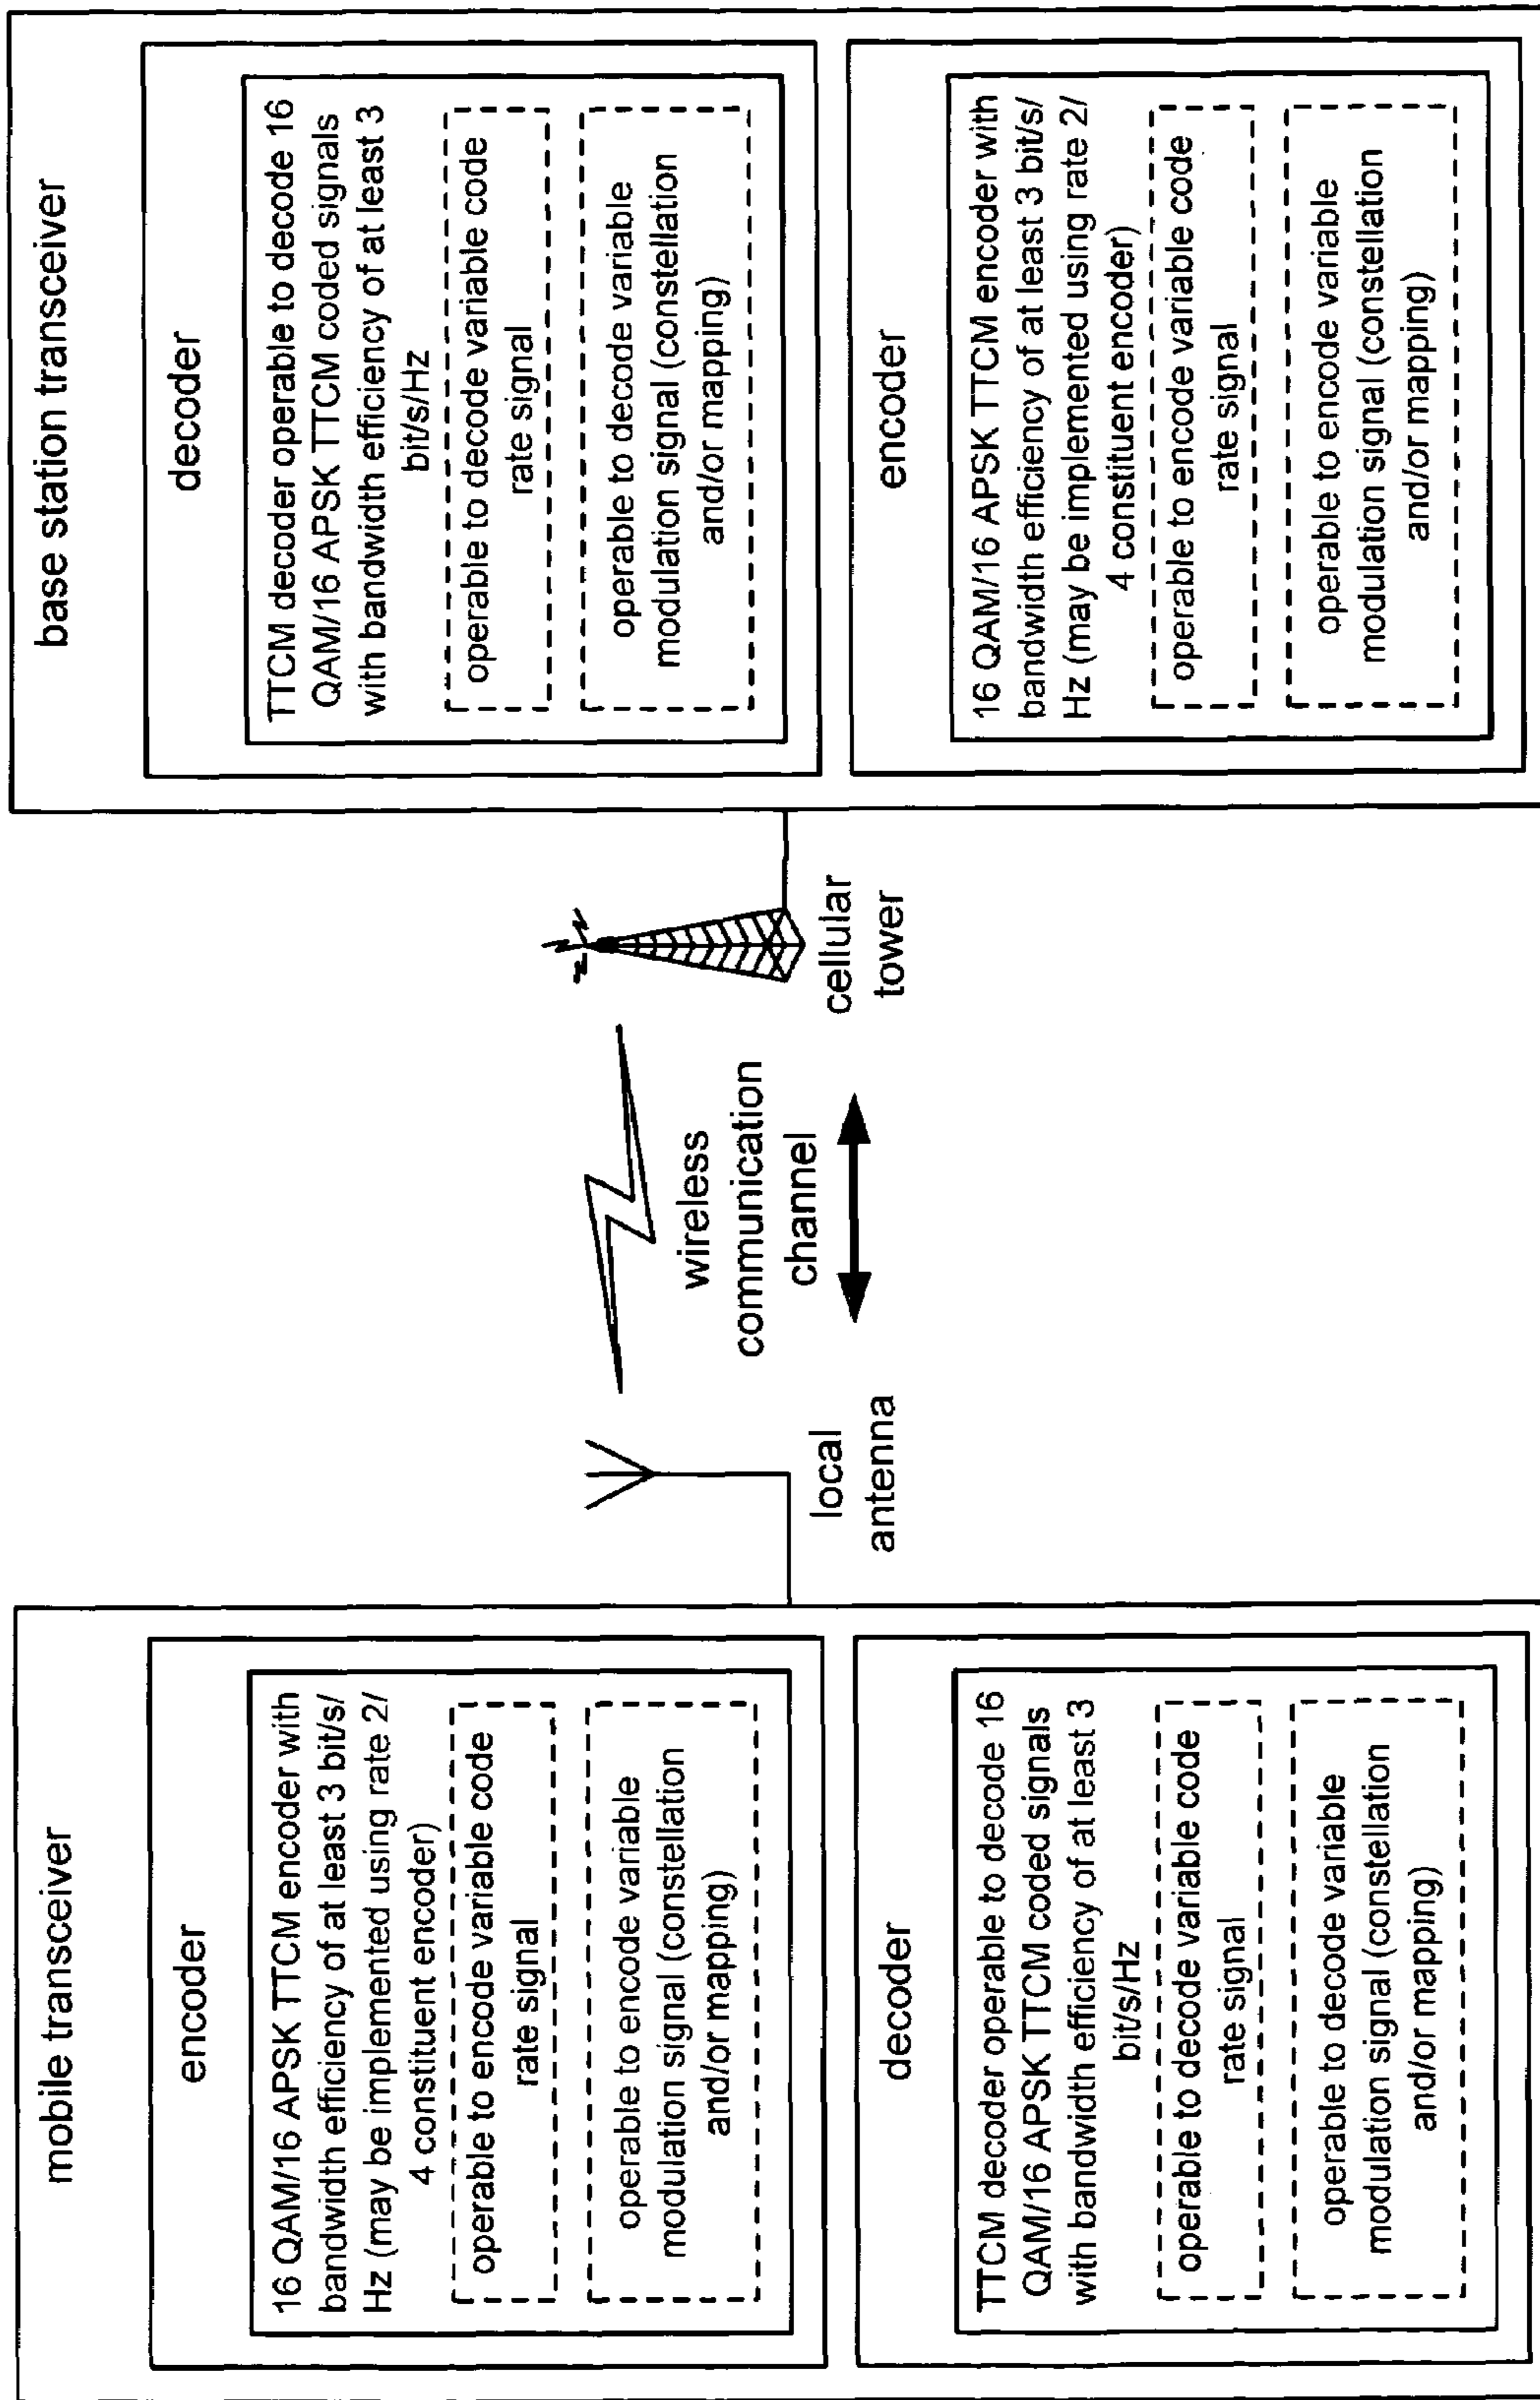 mobile transceiver
encoder
16 QAM/16 APSK TTCM encoder with
bandwidth efficiency of at least 3 bit/s/
Hz (may be implemented using rate 2/
4 constituent encoder)
operable to encode variable code
rate signal
operable to encode variable
modulation signal (constellation
and/or mapping)
decoder
TTCM decoder operable to decode 16
QAM/16 APSK TTCM coded signals
with bandwidth efficiency of at least 3
bit/s/Hz
operable to decode variable code
rate signal
operable to decode variable
modulation signal (constellation
and/or mapping)
local
antenna
wireless
communication
channel
cellular
tower
base station transceiver
decoder
TTCM decoder operable to decode 16
QAM/16 APSK TTCM coded signals
with bandwidth efficiency of at least 3
bit/s/Hz
operable to decode variable code
rate signal
operable to decode variable
modulation signal (constellation
and/or mapping)
encoder
16 QAM/16 APSK TTCM encoder with
bandwidth efficiency of at least 3 bit/s/
Hz (may be implemented using rate 2/
4 constituent encoder)
operable to encode variable code
rate signal
operable to encode variable
modulation signal (constellation
and/or mapping)